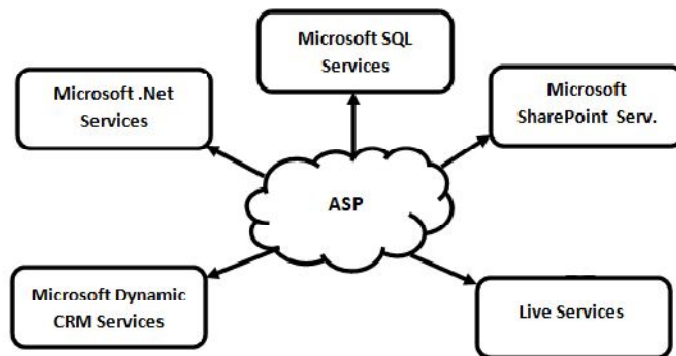 Microsoft SQL
Services
Microsoft .Net
Services
Microsoft
SharePoint Serv.
ASP
Microsoft Dynamic
CRM Services
Live Services